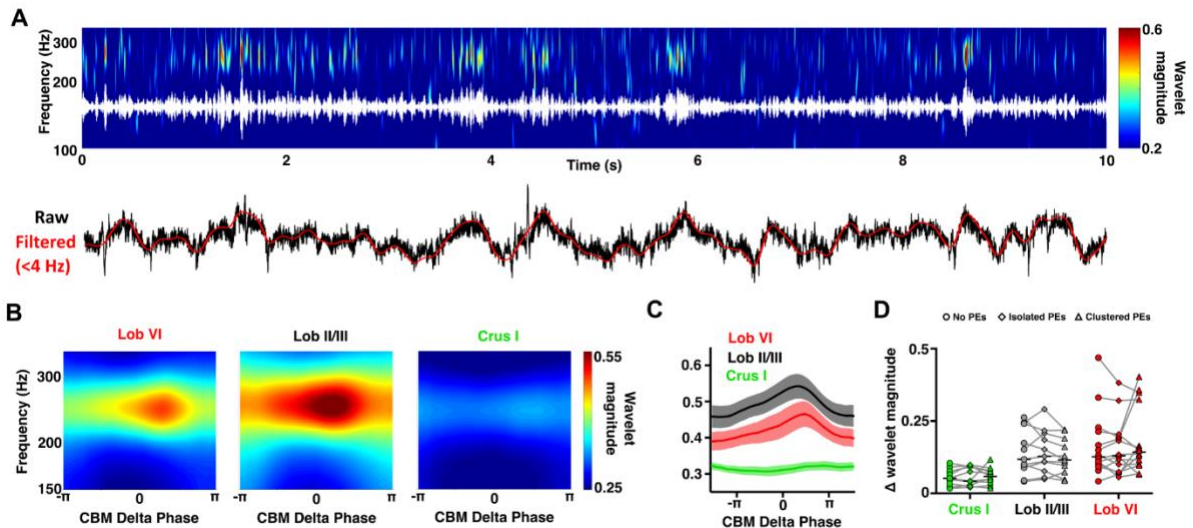 A
Frequency (Hz)
300
200
100
0
2
4
6
8
10
Time (s)
0.6
0.2
Wavelet
magnitude
Raw
Filtered
(<4 Hz)
B
Lob VI
Lob II/III
Crus I
Frequency (Hz)
300
200
150
-π
0
π
-π
0
π
-π
0
π
CBM Delta Phase
CBM Delta Phase
CBM Delta Phase
0.55
0.25
Wavelet
magnitude
C
Lob VI
Lob II/III
Crus I
0.6
0.5
0.4
0.3
-π
0
π
CBM Delta Phase
D
No PEs
Isolated PEs
Clustered PEs
Δ wavelet magnitude
0.5
0.25
0
Crus I
Lob II/III
Lob VI